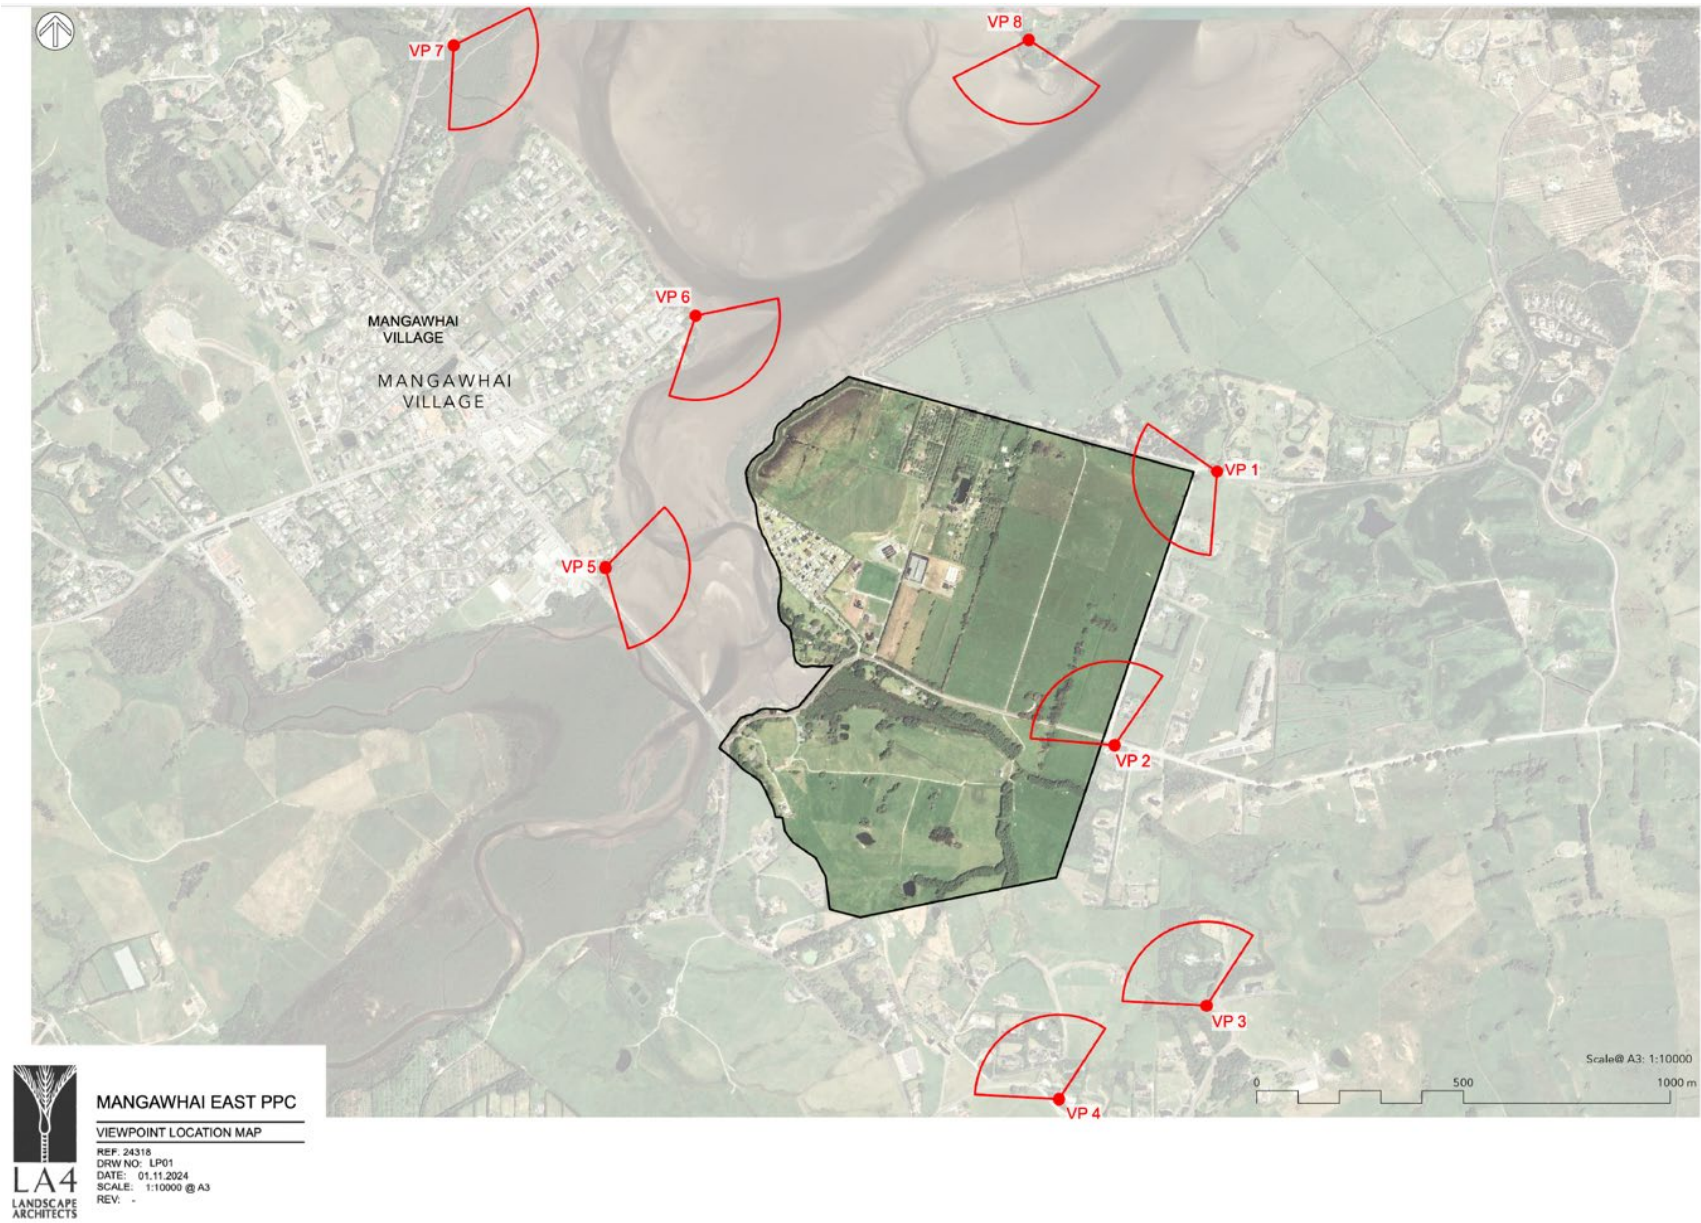 VP 7
VP 8
VP 6
MANGAWHAI
VILLAGE
MANGAWHAI
VILLAGE
VP 1
VP 5
VP 2
VP 3
VP 4
Scale@ A3: 1:10000
0 500 1000 m
MANGAWHAI EAST PPC
VIEWPOINT LOCATION MAP
REF: 24318
DRW NO: LP01
DATE: 01.11.2024
SCALE: 1:10000 @ A3
REV: -
LA4
LANDSCAPE
ARCHITECTS